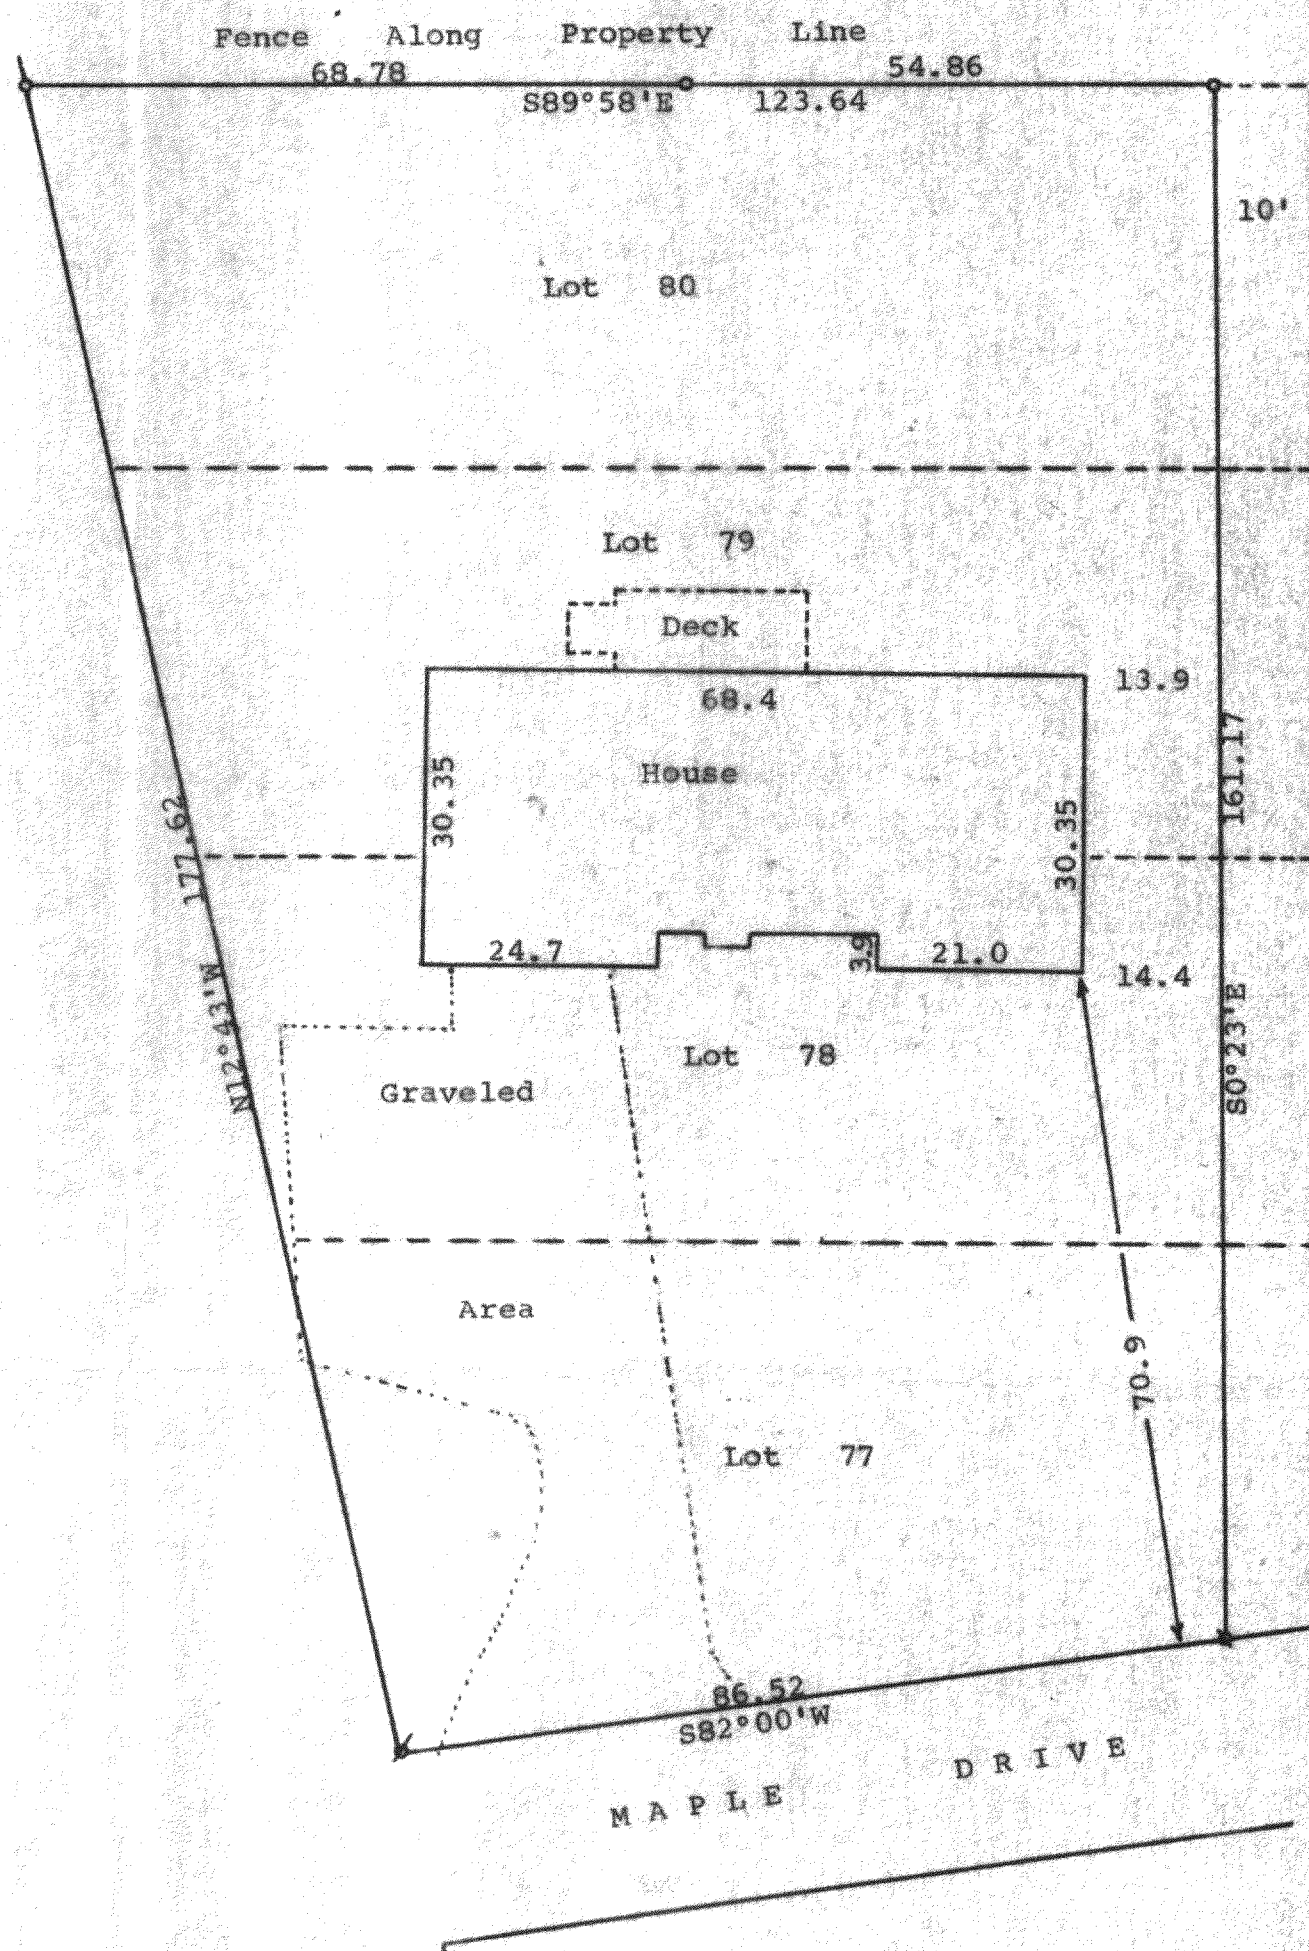 Fence Along Property Line
68.78 54.86
S89°58'E 123.64
10'
Lot 80
Lot 79
Deck
13.9
68.4
House
30.35
30.35
161.17
177.62
24.7
3.9
21.0
14.4
N12°43'W
S0°23'E
Lot 78
Graveled
Area
70.9
Lot 77
86.52
S82°00'W
MAPLE DRIVE